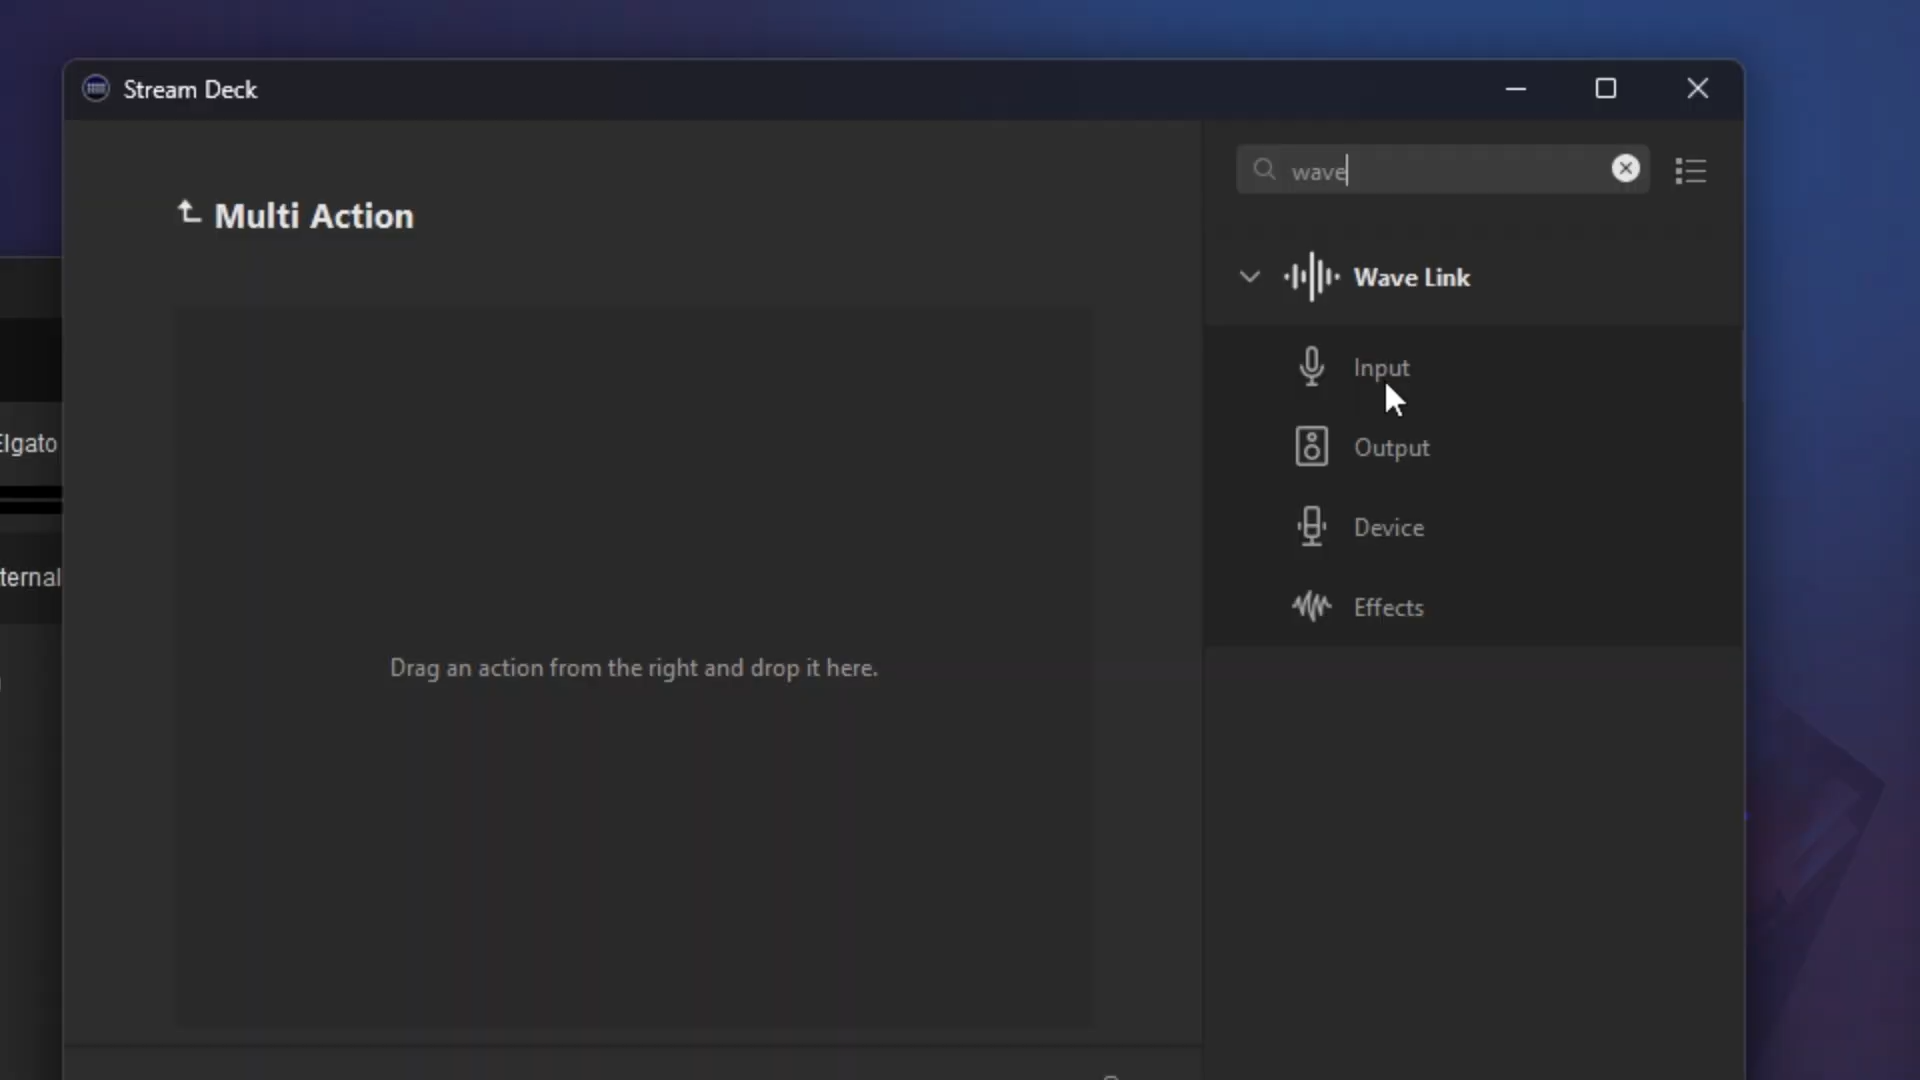 Stream Deck
wave
Multi Action
Wave Link
Input
Output
Device
Effects
Drag an action from the right and drop it here.
Elgato
ternal